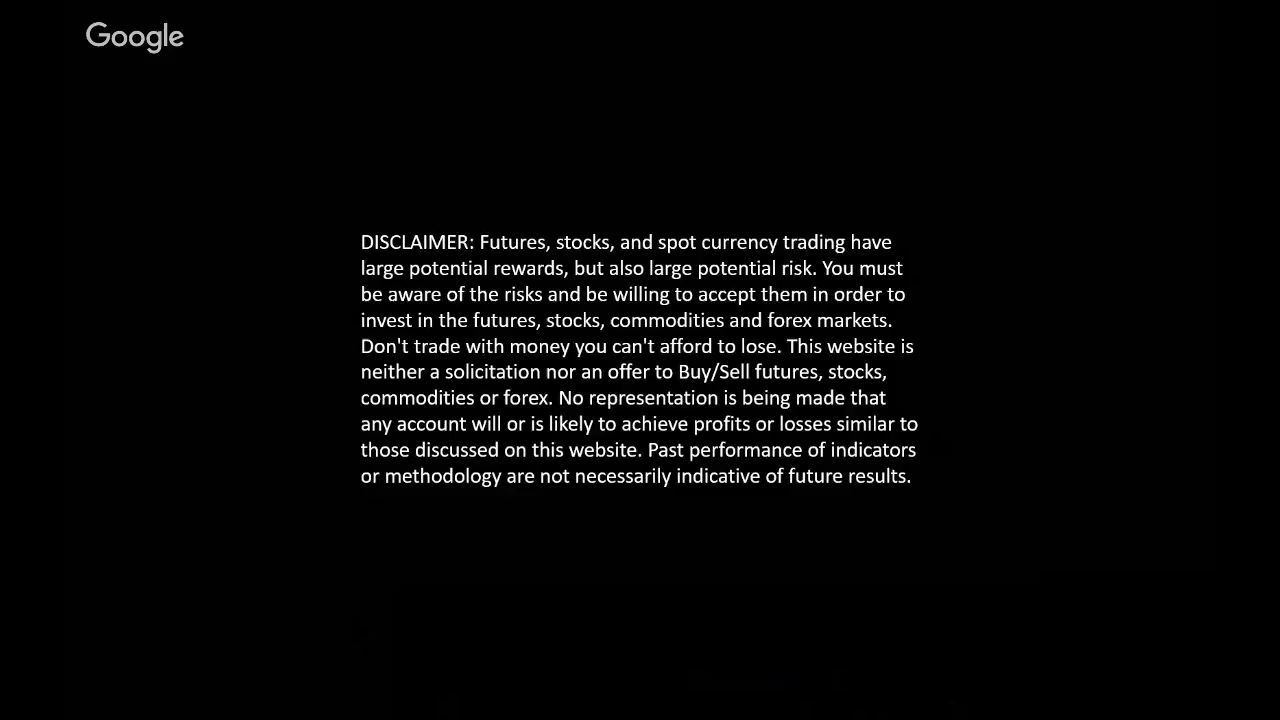 Google
DISCLAIMER: Futures, stocks, and spot currency trading have
large potential rewards, but also large potential risk. You must
be aware of the risks and be willing to accept them in order to
invest in the futures, stocks, commodities and forex markets.
Don't trade with money you can't afford to lose. This website is
neither a solicitation nor an offer to Buy/Sell futures, stocks,
commodities or forex. No representation is being made that
any account will or is likely to achieve profits or losses similar to
those discussed on this website. Past performance of indicators
or methodology are not necessarily indicative of future results.